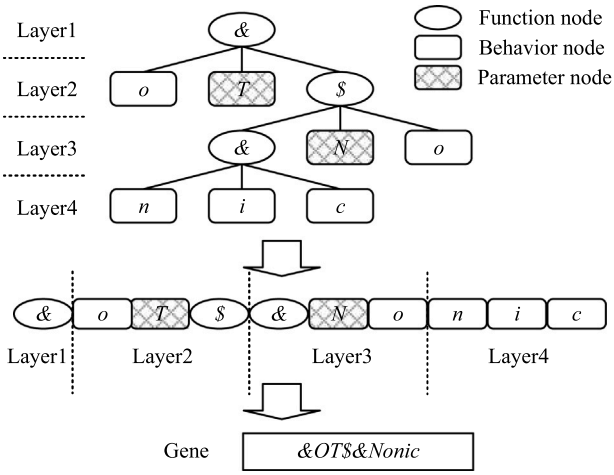 Layer1 & Function node
Behavior node
Layer2 o T $ Parameter node
Layer3 & N o
Layer4 n i c
& o T $ & N o n i c
Layer1 Layer2 Layer3 Layer4
Gene &OT$&Nonic